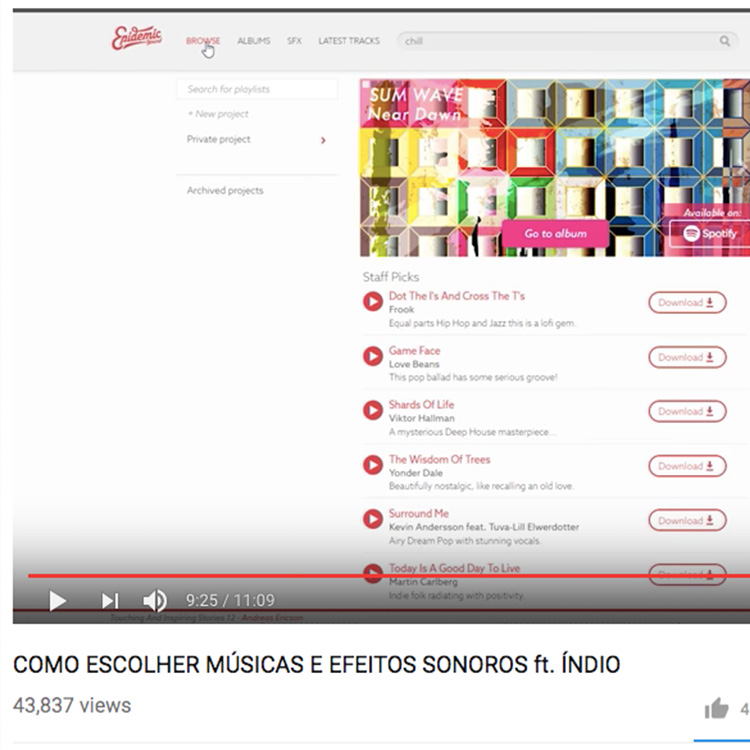 Epidemic Sound
BROWSE ALBUMS SFX LATEST TRACKS chill
Search for playlists
+ New project
Private project
Archived projects
SUM WAVE
Near Dawn
Available on:
Go to album
Spotify
Staff Picks
Dot The I's And Cross The T's
Frook
Equal parts Hip Hop and Jazz this is a lofi gem.
Download
Game Face
Love Beans
This pop ballad has some serious groove!
Download
Shards Of Life
Viktor Hallman
A mysterious Deep House masterpiece...
Download
The Wisdom Of Trees
Yonder Dale
Beautifully nostalgic, like recalling an old love.
Download
Surround Me
Kevin Andersson feat. Tuva-Lill Elwerdotter
Airy Dream Pop with stunning vocals.
Download
Today Is A Good Day To Live
Martin Carlberg
Indie folk radiating with positivity.
Download
9:25 / 11:09
Touching And Inspiring Stories 12 - Andreas Ericson
COMO ESCOLHER MÚSICAS E EFEITOS SONOROS ft. ÍNDIO
43,837 views
4